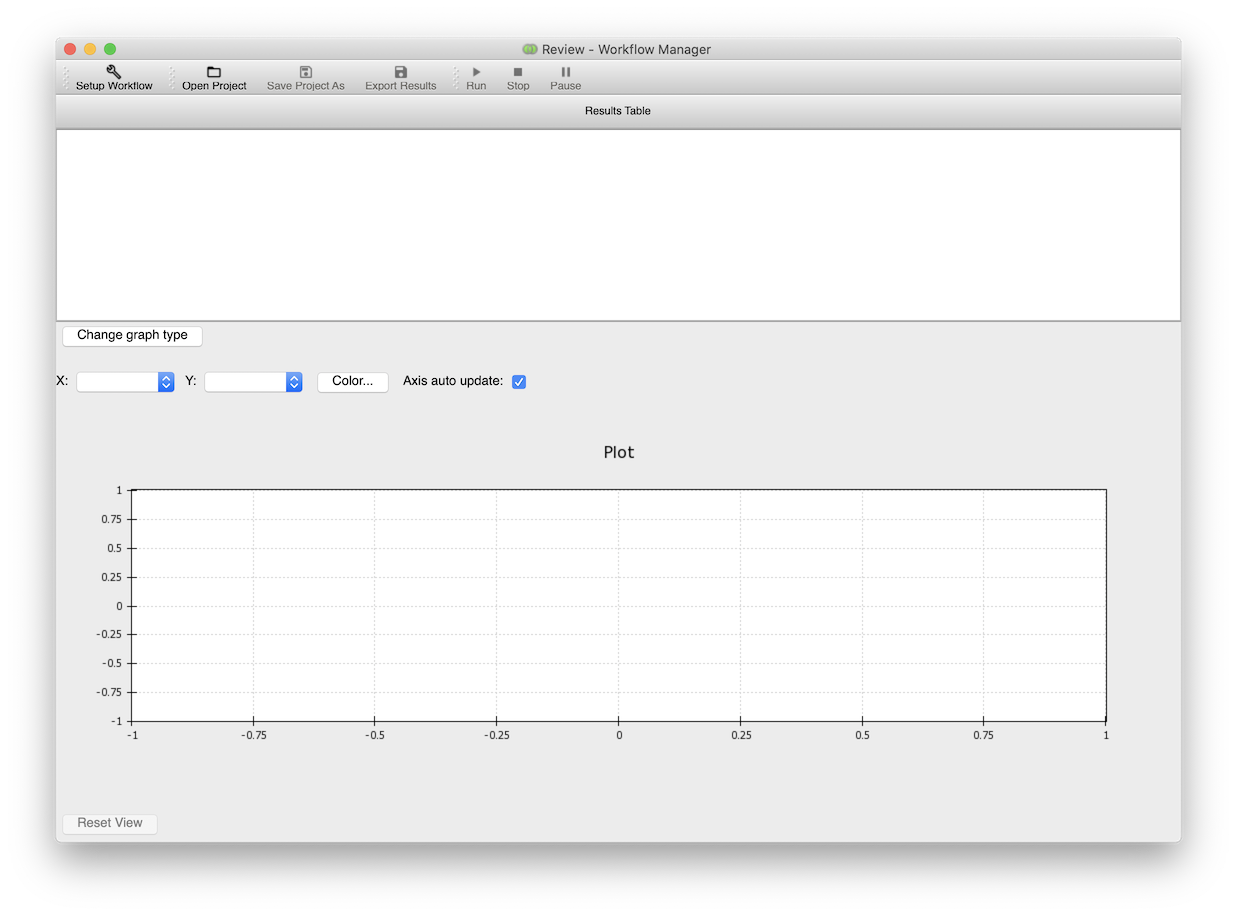 Review - Workflow Manager
Setup Workflow Open Project Save Project As Export Results Run Stop Pause
Results Table
Change graph type
X: Y: Color... Axis auto update:
Plot
1
0.75
0.5
0.25
0
-0.25
-0.5
-0.75
-1
-1 -0.75 -0.5 -0.25 0 0.25 0.5 0.75 1
Reset View